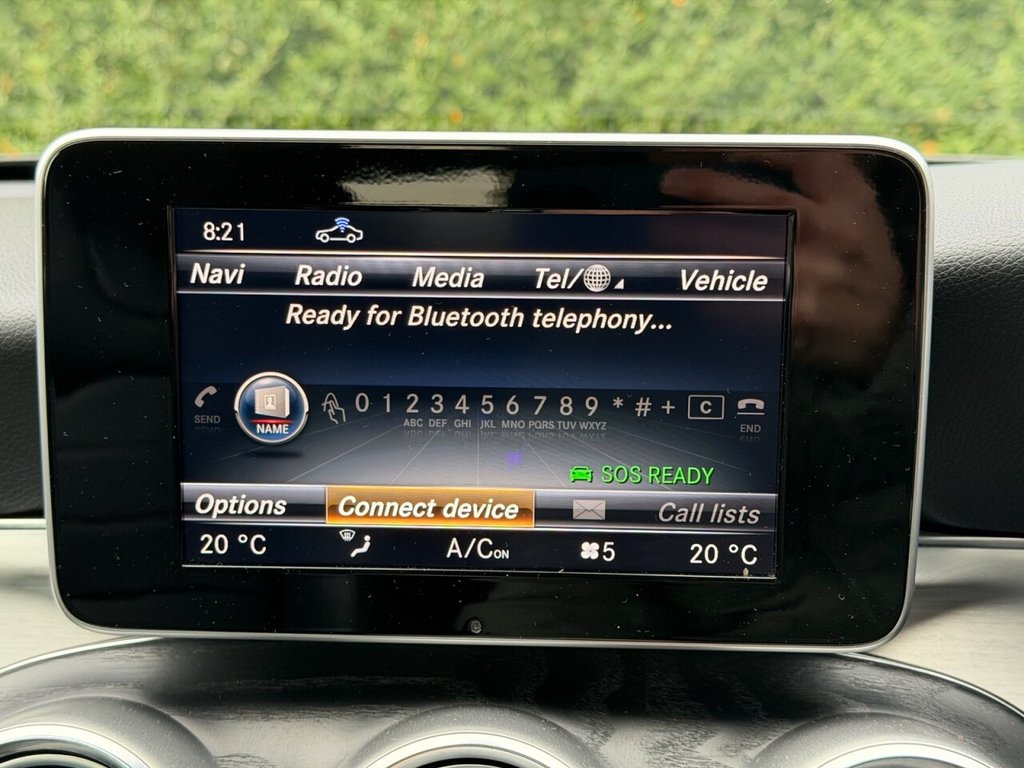 8:21
Navi Radio Media Tel/ Vehicle
Ready for Bluetooth telephony...
SEND NAME 0 1 2 3 4 5 6 7 8 9 * # + C END
ABC DEF GHI JKL MNO PQRS TUV WXYZ
SOS READY
Options Connect device Call lists
20 °C A/C ON 5 20 °C